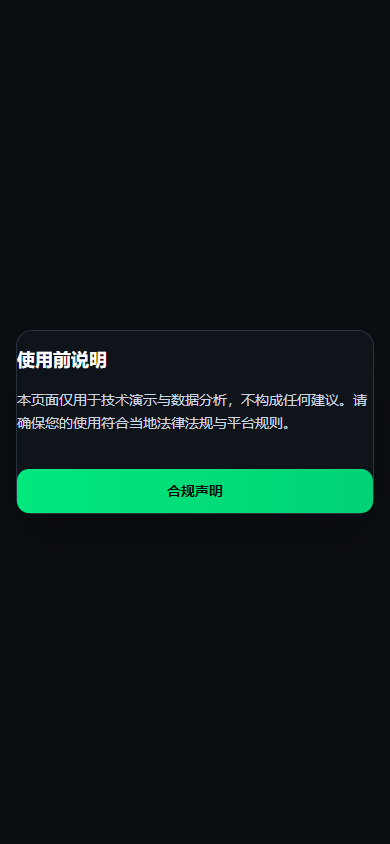 使用前说明
本页面仅用于技术演示与数据分析，不构成任何建议。请
确保您的使用符合当地法律法规与平台规则。
合规声明